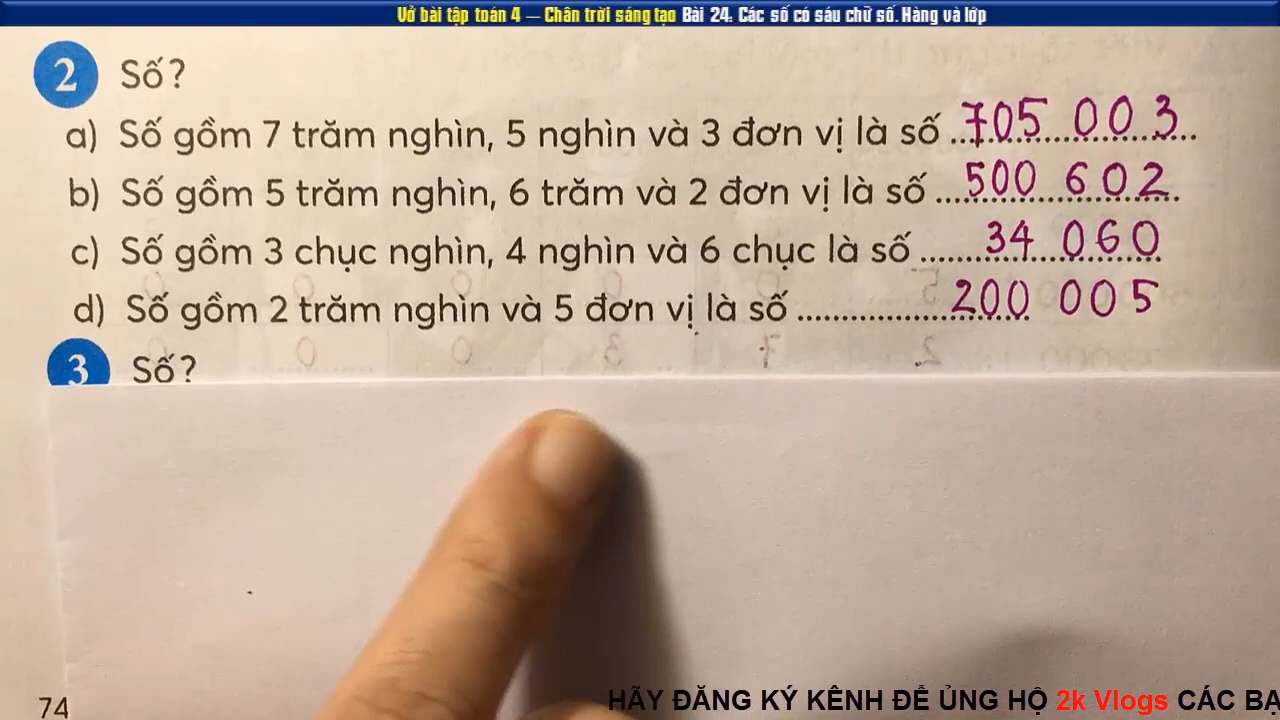 Vở bài tập toán 4 – Chân trời sáng tạo Bài 24. Các số có sáu chữ số. Hàng và lớp
2 Số?
a) Số gồm 7 trăm nghìn, 5 nghìn và 3 đơn vị là số 705 003
b) Số gồm 5 trăm nghìn, 6 trăm và 2 đơn vị là số 500 602
c) Số gồm 3 chục nghìn, 4 nghìn và 6 chục là số 34 060
d) Số gồm 2 trăm nghìn và 5 đơn vị là số 200 005
3 Số?
74
HÃY ĐĂNG KÝ KÊNH ĐỂ ỦNG HỘ 2k Vlogs CÁC BẠ